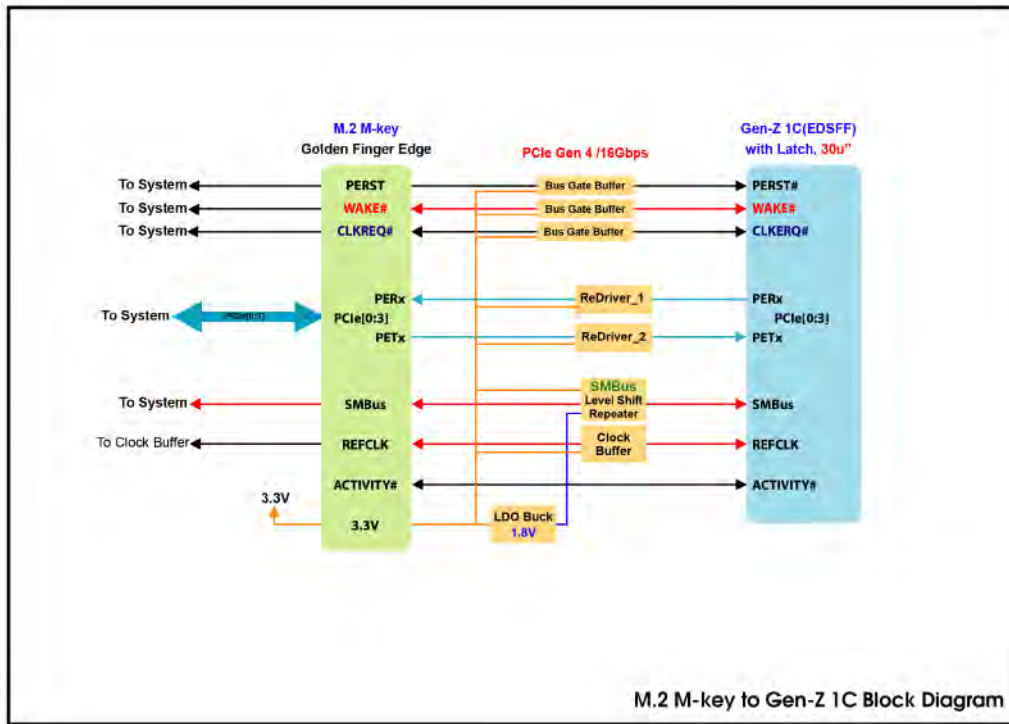 M.2 M-key
Golden Finger Edge
PCIe Gen 4 /16Gbps
Gen-Z 1C(EDSFF)
with Latch, 30u"
To System
PERST
Bus Gate Buffer
PERST#
To System
WAKE#
Bus Gate Buffer
WAKE#
To System
CLKREQ#
Bus Gate Buffer
CLKERQ#
PERx
ReDriver_1
PERx
To System
PCIe[0:3]
PCIe[0:3]
PCIe[0:3]
PETx
ReDriver_2
PETx
SMBus
Level Shift
Repeater
To System
SMBus
SMBus
To Clock Buffer
REFCLK
Clock
Buffer
REFCLK
ACTIVITY#
ACTIVITY#
3.3V
3.3V
LDO Buck
1.8V
M.2 M-key to Gen-Z 1C Block Diagram